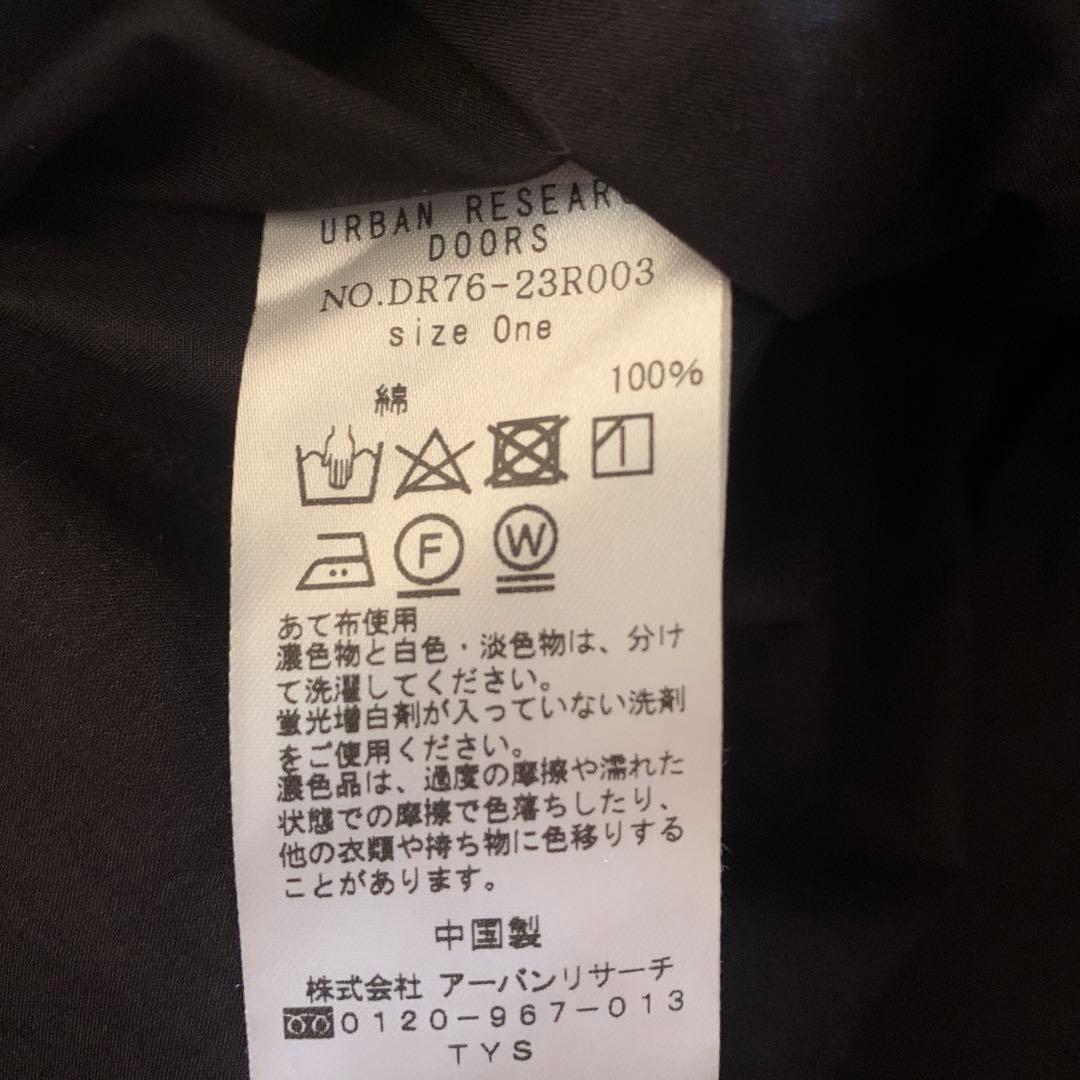 URBAN RESEARC
DOORS
NO.DR76-23R003
size One
綿 100%
F W
あて布使用
濃色物と白色・淡色物は、分け
て洗濯してください。
蛍光増白剤が入っていない洗剤
をご使用ください。
濃色品は、過度の摩擦や濡れた
状態での摩擦で色落ちしたり、
他の衣類や持ち物に色移りする
ことがあります。
中国製
株式会社 アーバンリサーチ
0120-967-013
TYS